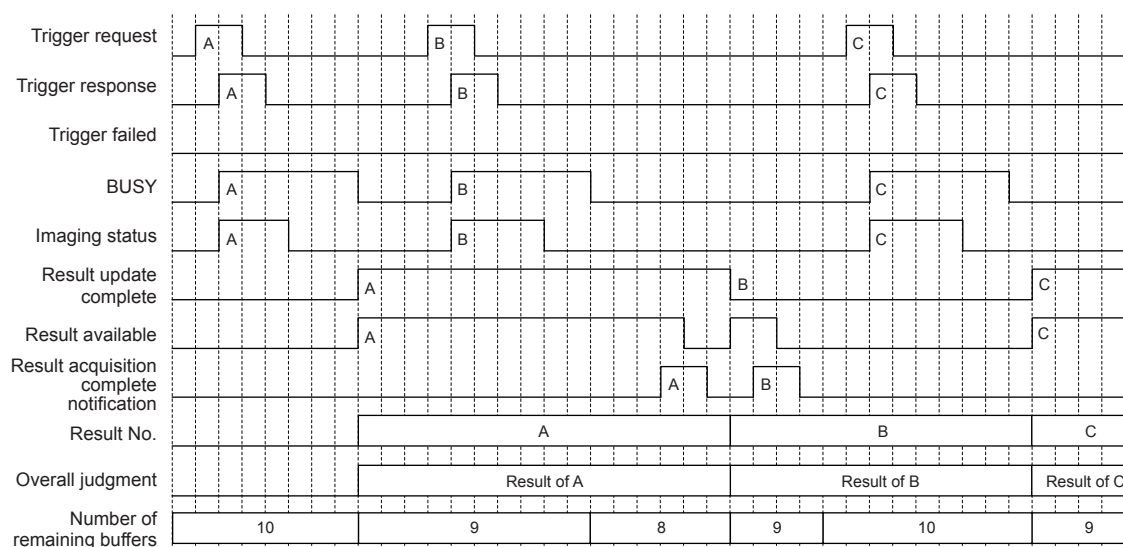 Trigger request
A
B
C
Trigger response
A
B
C
Trigger failed
BUSY
A
B
C
Imaging status
A
B
C
Result update
complete
A
B
C
Result available
A
C
Result acquisition
complete
notification
A
B
Result No.
A
B
C
Overall judgment
Result of A
Result of B
Result of C
Number of
remaining buffers
10
9
8
9
10
9